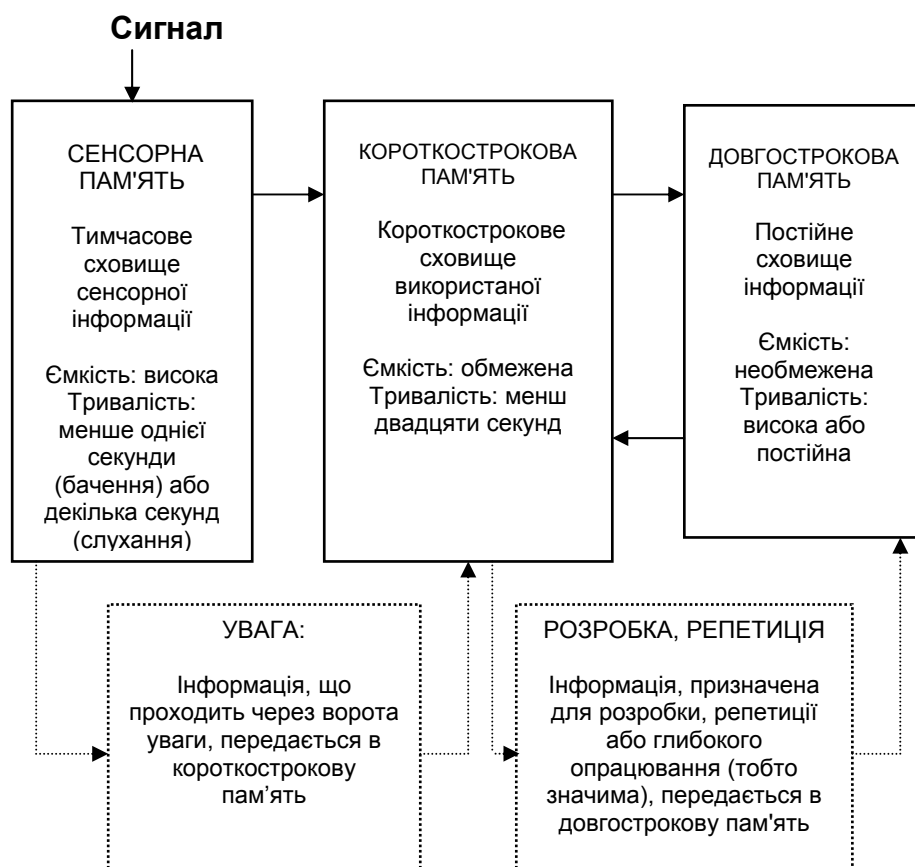 Сигнал
СЕНСОРНА
ПАМ'ЯТЬ
Тимчасове
сховище
сенсорної
інформації
Ємкість: висока
Тривалість:
менше однієї
секунди
(бачення) або
декілька секунд
(слухання)
КОРОТКОСТРОКОВА
ПАМ'ЯТЬ
Короткострокове
сховище
використаної
інформації
Ємкість: обмежена
Тривалість: менш
двадцяти секунд
ДОВГОСТРОКОВА
ПАМ'ЯТЬ
Постійне
сховище
інформації
Ємкість:
необмежена
Тривалість:
висока або
постійна
УВАГА:
Інформація, що
проходить через ворота
уваги, передається в
короткострокову
пам’ять
РОЗРОБКА, РЕПЕТИЦІЯ
Інформація, призначена
для розробки, репетиції
або глибокого
опрацювання (тобто
значима), передається в
довгострокову пам'ять